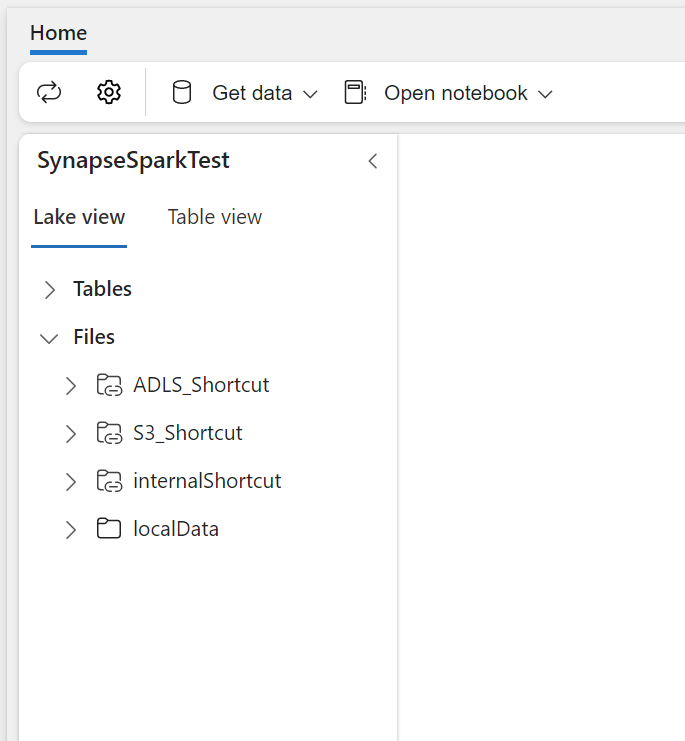 Home
Get data Open notebook
SynapseSparkTest
Lake view Table view
Tables
Files
ADLS_Shortcut
S3_Shortcut
internalShortcut
localData